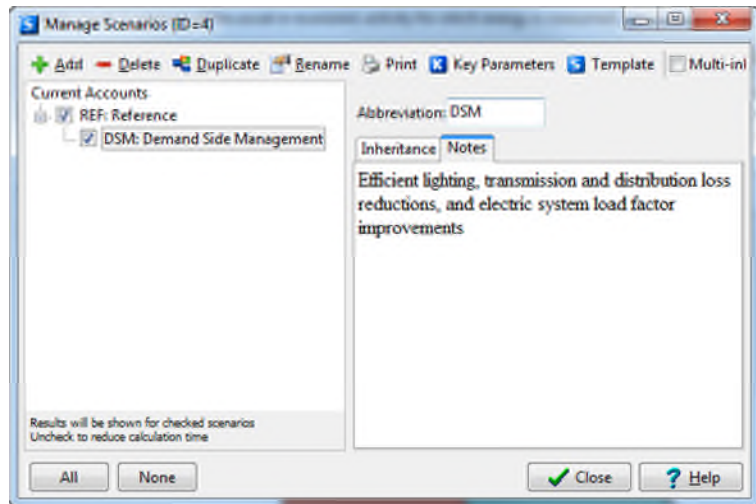 Manage Scenarios (ID=4)
Add Delete Duplicate Rename Print Key Parameters Template Multi-inl
Current Accounts
REF: Reference
DSM: Demand Side Management
Abbreviation: DSM
Inheritance Notes
Efficient lighting, transmission and distribution loss
reductions, and electric system load factor
improvements
Results will be shown for checked scenarios
Uncheck to reduce calculation time
All None Close Help